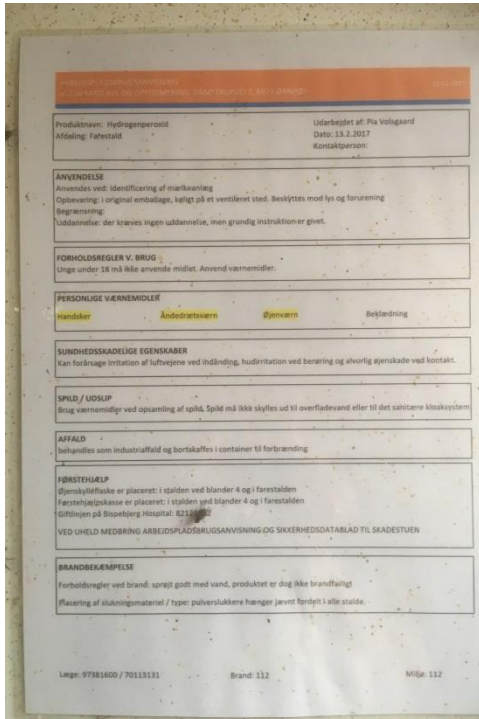 Produktnavn: Hydrogenperoxid
Udarbejdet af: Pia Volsgaard
Afdeling: Farestald
Dato: 13.2.2017
Kontaktperson:
ANVENDELSE
Anvendes ved: identificering af mælkeanlæg
Opbevaring: i original emballage, køligt på et ventileret sted. Beskyttes mod lys og forurening
Begrænsning:
Uddannelse: der kræves ingen uddannelse, men grundig instruktion er givet.
FORHOLDSREGLER V. BRUG
Unge under 18 må ikke anvende midlet. Anvend værnemidler.
PERSONLIGE VÆRNEMIDLER
Handsker Åndedrætsværn Øjenværn Beklædning
SUNDHEDSSKADELIGE EGENSKABER
Kan forårsage irritation af luftvejene ved indånding, hudirritation ved berøring og alvorlig øjenskade ved kontakt.
SPILD / UDSLIP
Brug værnemidler ved opsamling af spild. Spild må ikke skylles ud til overfladevand eller til det sanitære kloaksystem
AFFALD
behandles som industriaffald og bortskaffes i container til forbrænding
FØRSTEHJÆLP
Øjenskylleflaske er placeret: i stalden ved blander 4 og i farestalden
Førstehjælpskasse er placeret: i stalden ved blander 4 og i farestalden
Giftlinjen på Bispebjerg Hospital:
VED UHELD MEDBRING ARBEJDSPLADSBRUGSANVISNING OG SIKKERHEDSDATABLAD TIL SKADESTUEN
BRANDBEKÆMPELSE
Forholdsregler ved brand: sprøjt godt med vand, produktet er dog ikke brandfarligt
Placering af slukningsmateriel / type: pulverslukkere hænger jævnt fordelt i alle stalde.
Læge: 97381600 / 70113131
Brand: 112
Miljø: 112